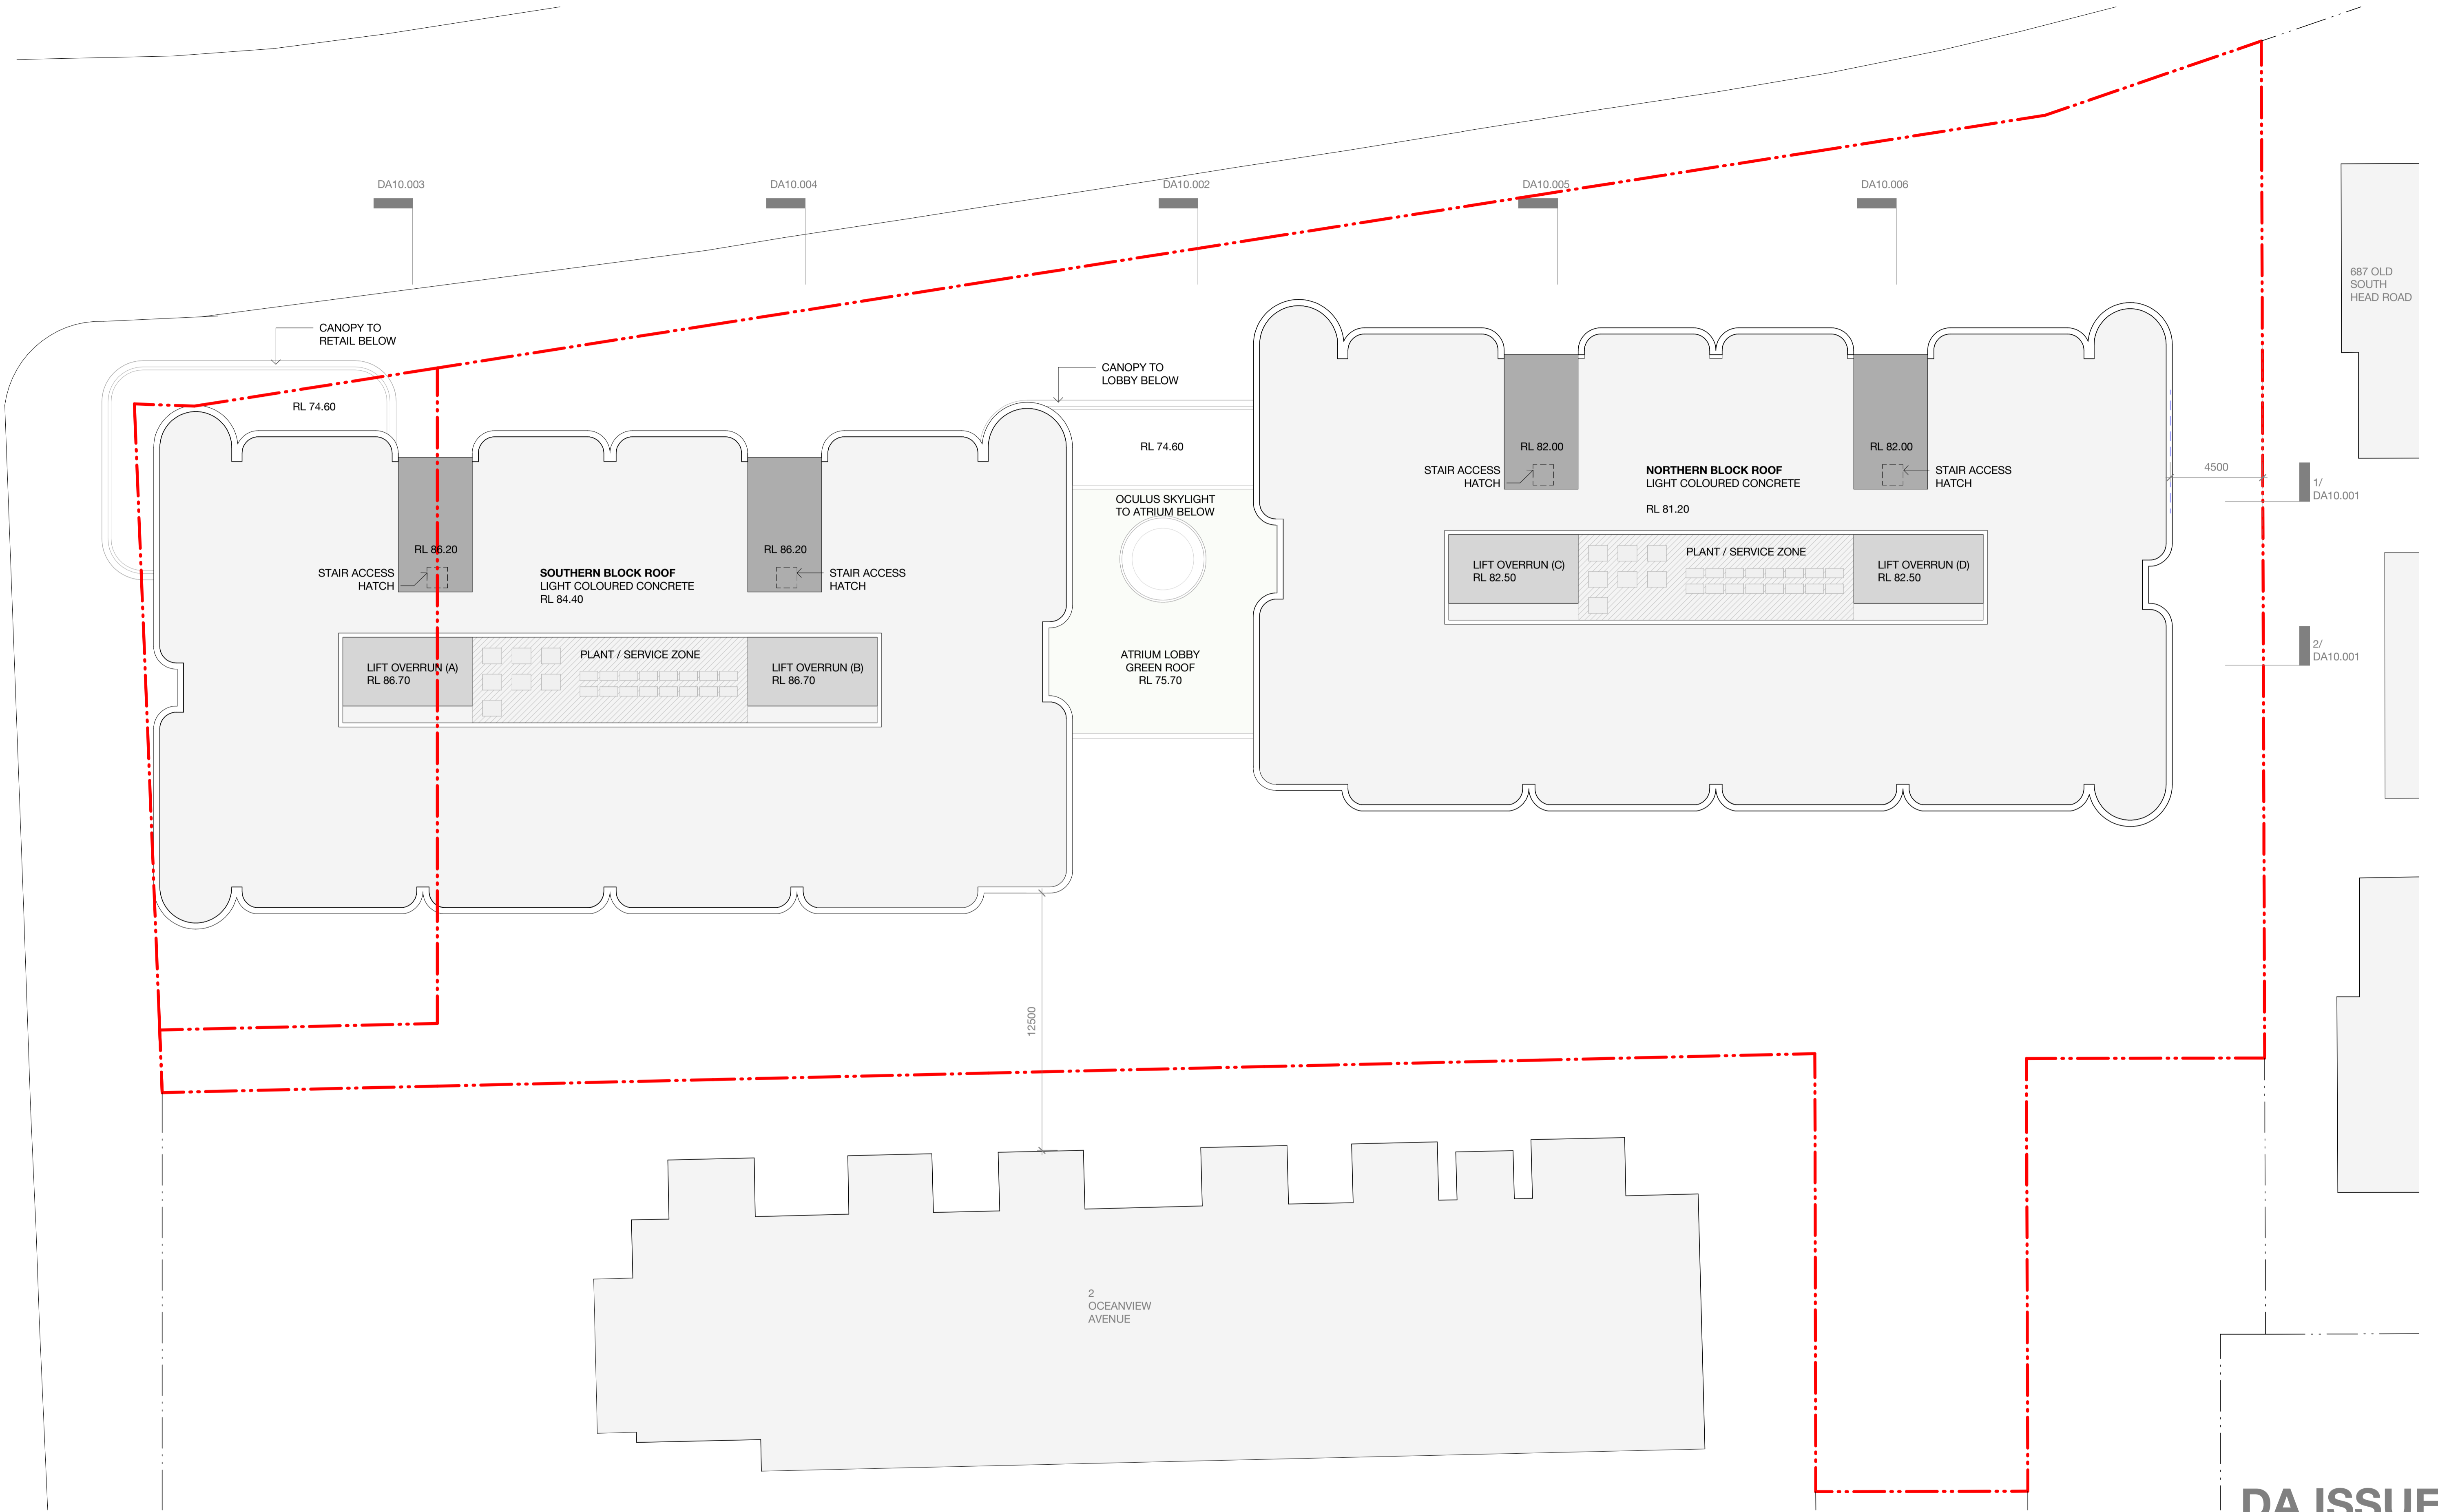 DA10.003
DA10.004
DA10.002
DA10.005
DA10.006
687 OLD
SOUTH
HEAD ROAD
CANOPY TO
RETAIL BELOW
RL 74.60
CANOPY TO
LOBBY BELOW
RL 74.60
RL 82.00
STAIR ACCESS
HATCH
NORTHERN BLOCK ROOF
LIGHT COLOURED CONCRETE
RL 81.20
RL 82.00
STAIR ACCESS
HATCH
4500
1/
DA10.001
OCULUS SKYLIGHT
TO ATRIUM BELOW
RL 86.20
STAIR ACCESS
HATCH
SOUTHERN BLOCK ROOF
LIGHT COLOURED CONCRETE
RL 84.40
RL 86.20
STAIR ACCESS
HATCH
LIFT OVERRUN (C)
RL 82.50
PLANT / SERVICE ZONE
LIFT OVERRUN (D)
RL 82.50
LIFT OVERRUN (A)
RL 86.70
PLANT / SERVICE ZONE
LIFT OVERRUN (B)
RL 86.70
ATRIUM LOBBY
GREEN ROOF
RL 75.70
2/
DA10.001
12500
2
OCEANVIEW
AVENUE
DA ISSUE